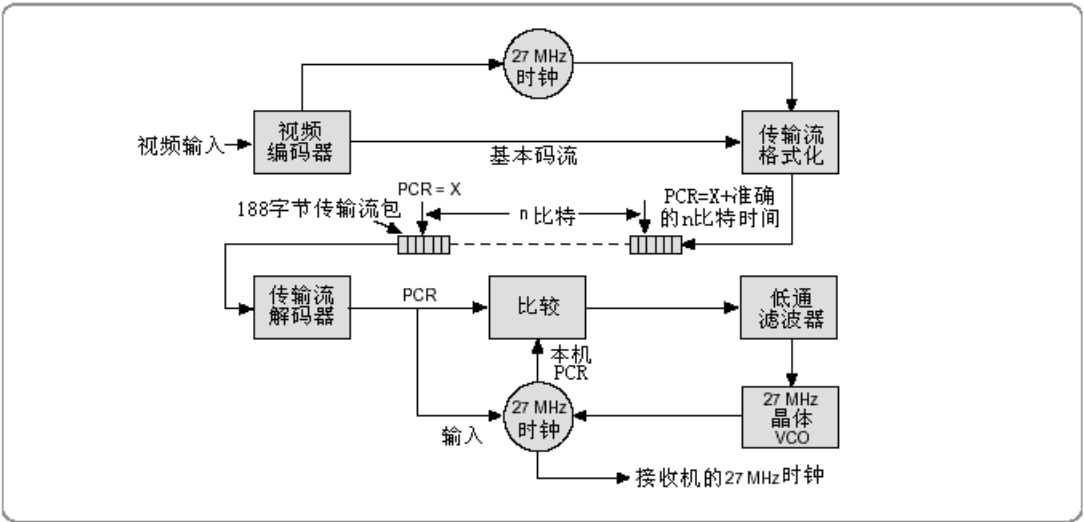 27 MHz
时钟
视频输入
视频
编码器
基本码流
传输流
格式化
188字节传输流包
PCR = X
n 比特
PCR=X+准确
的n比特时间
传输流
解码器
PCR
比较
低通
滤波器
本机
PCR
输入
27 MHz
时钟
27 MHz
晶体
VCO
接收机的27 MHz时钟